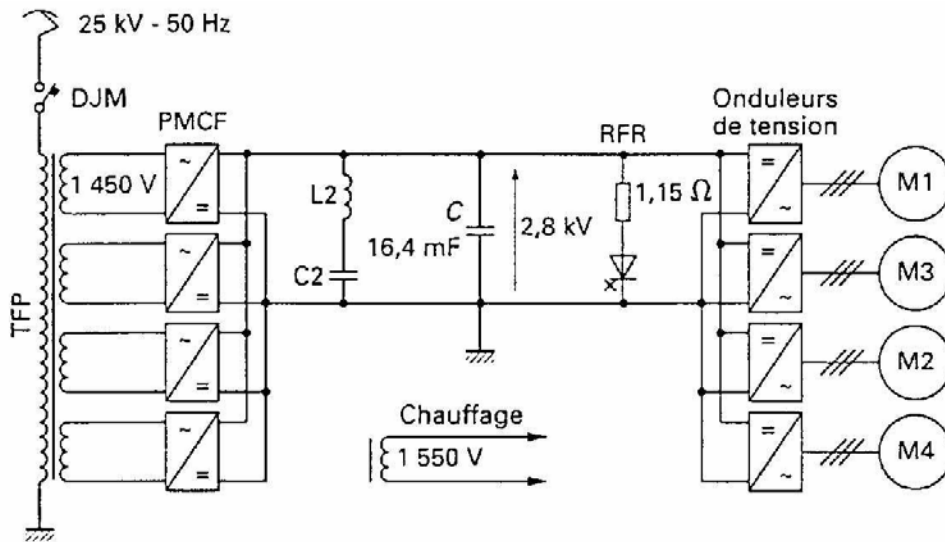 25 kV - 50 Hz
DJM
PMCF
Onduleurs
de tension
RFR
1 450 V
~
=
L2
C
16,4 mF
2,8 kV
1,15 Ω
=
~
M1
C2
~
=
=
~
M3
TFP
~
=
=
~
M2
Chauffage
1 550 V
~
=
=
~
M4